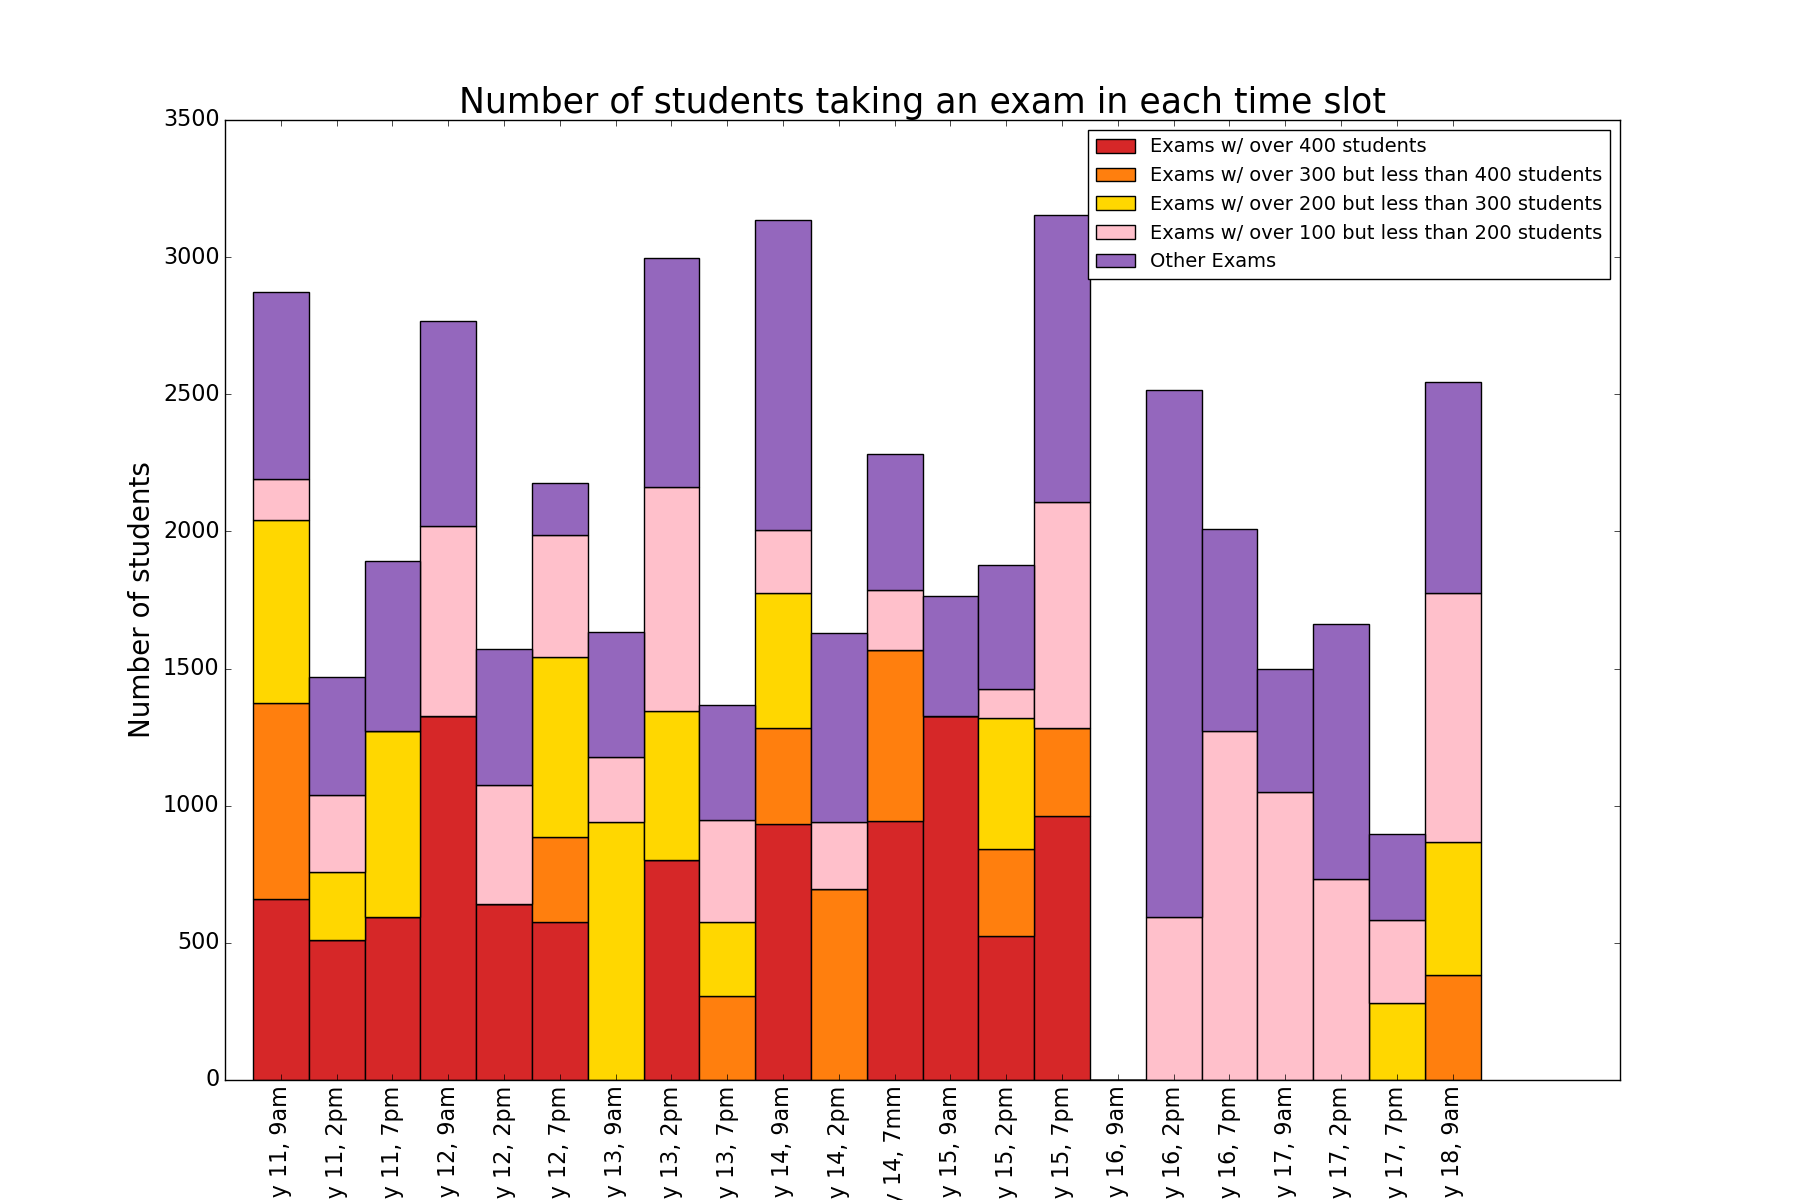 Number of students taking an exam in each time slot
Exams w/ over 400 students
Exams w/ over 300 but less than 400 students
Exams w/ over 200 but less than 300 students
Exams w/ over 100 but less than 200 students
Other Exams
Number of students
3500
3000
2500
2000
1500
1000
500
0
y 11, 9am
y 11, 2pm
y 11, 7pm
y 12, 9am
y 12, 2pm
y 12, 7pm
y 13, 9am
y 13, 2pm
y 13, 7pm
y 14, 9am
y 14, 2pm
y 14, 7mm
y 15, 9am
y 15, 2pm
y 15, 7pm
y 16, 9am
y 16, 2pm
y 16, 7pm
y 17, 9am
y 17, 2pm
y 17, 7pm
y 18, 9am